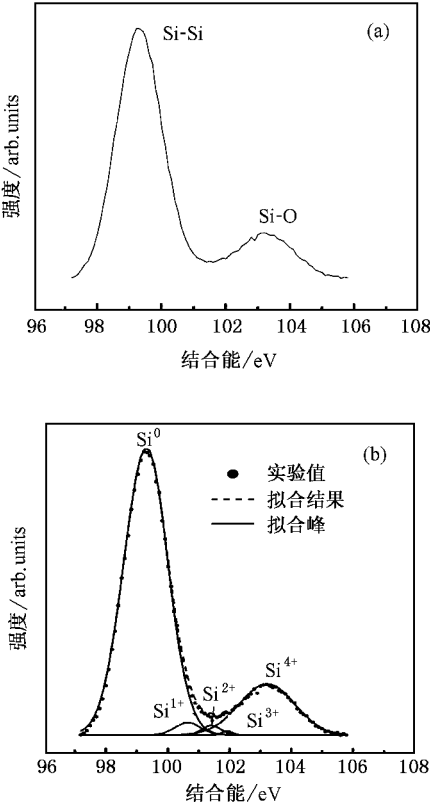 (a)
Si-Si
Si-O
强度/arb.units
96 98 100 102 104 106 108
结合能/eV
(b)
Si⁰
实验值
拟合结果
拟合峰
Si¹⁺
Si²⁺
Si³⁺
Si⁴⁺
强度/arb.units
96 98 100 102 104 106 108
结合能/eV